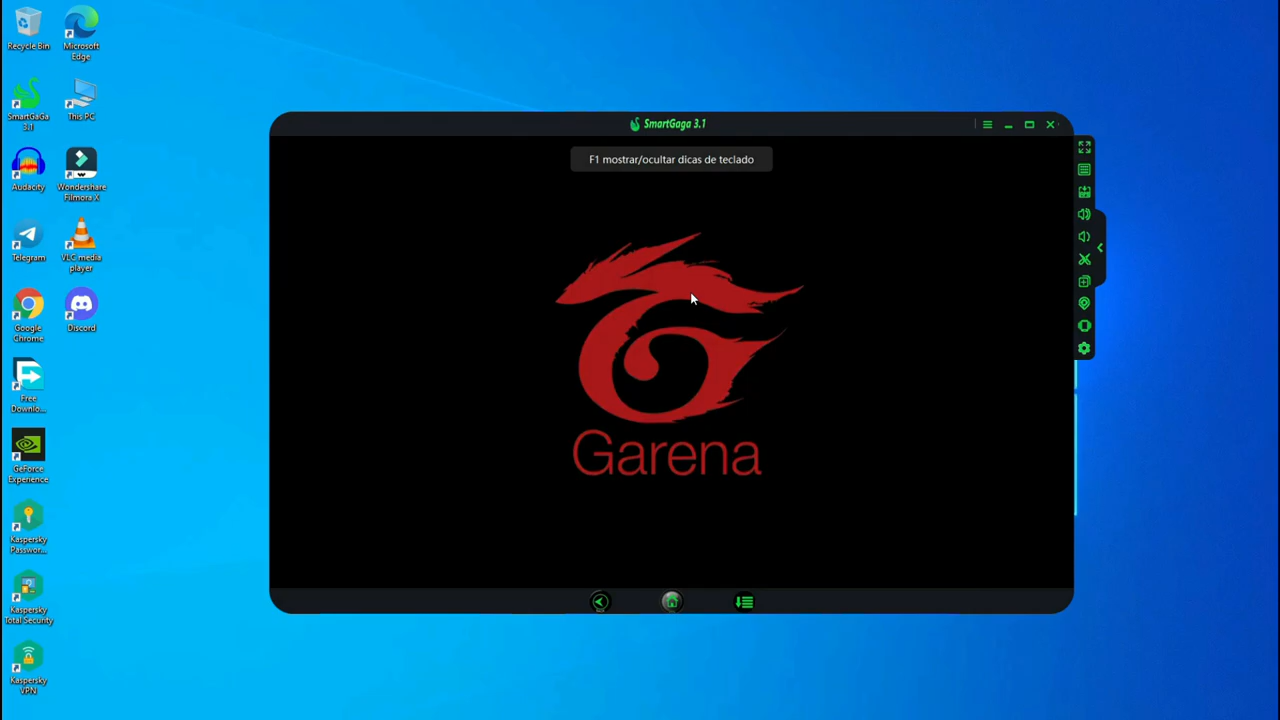 Recycle Bin
Microsoft
Edge
SmartGaGa
3.1
This PC
Audacity
Wondershare
Filmora X
Telegram
VLC media
player
Google
Chrome
Discord
Free
Downlo...
GeForce
Experience
Kaspersky
Passwor...
Kaspersky
Total Security
Kaspersky
VPN
SmartGaga 3.1
F1 mostrar/ocultar dicas de teclado
Garena